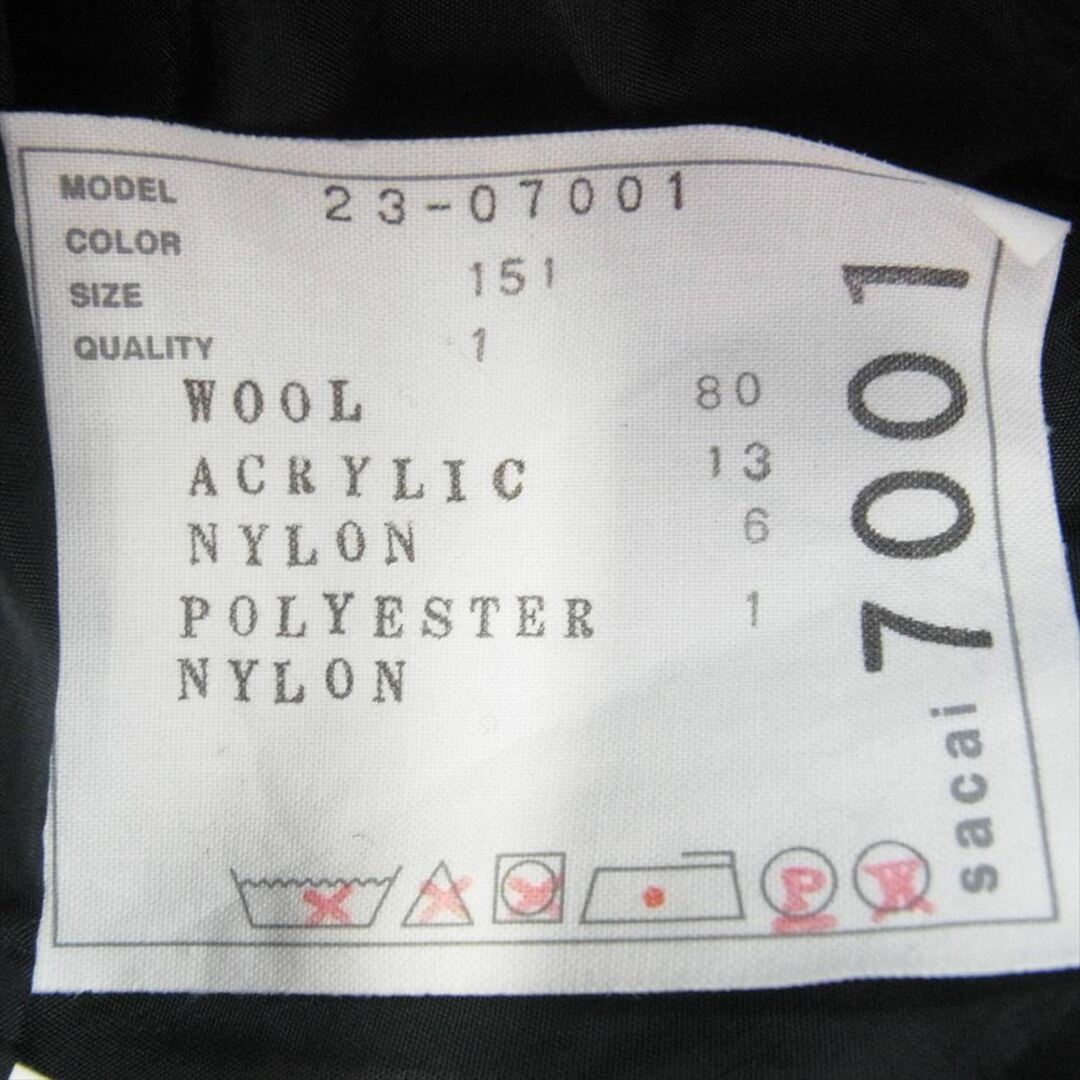 MODEL 23-07001
COLOR 151
SIZE 1
QUALITY
WOOL 80
ACRYLIC 13
NYLON 6
POLYESTER 1
NYLON
P W
sacai 7001